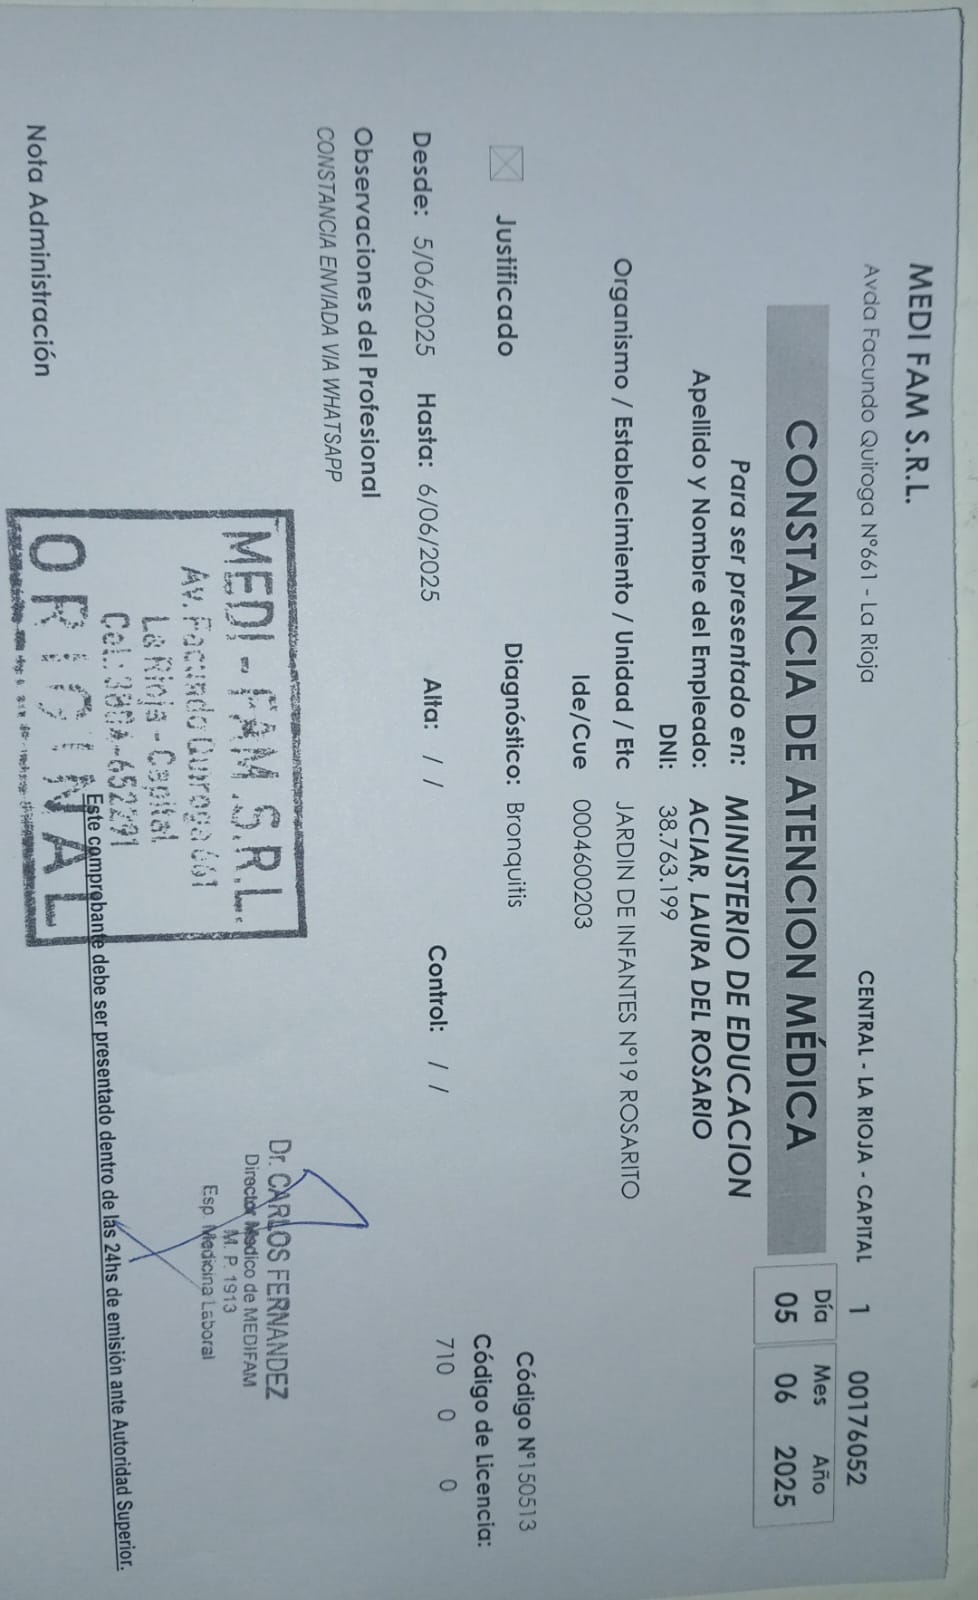 MEDI FAM S.R.L.
Avda Facundo Quiroga N°661 - La Rioja
CENTRAL - LA RIOJA - CAPITAL 1 00176052
CONSTANCIA DE ATENCION MÉDICA
Día Mes Año
05 06 2025
Para ser presentado en: MINISTERIO DE EDUCACION
Apellido y Nombre del Empleado: ACIAR, LAURA DEL ROSARIO
DNI: 38.763.199
Organismo / Establecimiento / Unidad / Etc JARDIN DE INFANTES N°19 ROSARITO
Ide/Cue 0004600203
Código N°150513
Justificado
Diagnóstico: Bronquitis
Código de Licencia:
710 0 0
Desde: 5/06/2025 Hasta: 6/06/2025 Alta: / / Control: / /
Observaciones del Profesional
CONSTANCIA ENVIADA VIA WHATSAPP
MEDI-FAM S.R.L.
Av. Facundo Quiroga 661
La Rioja - Capital
Cel.: 3804-652291
ORIGINAL
Dr. CARLOS FERNANDEZ
Director Medico de MEDIFAM
M. P. 1913
Esp. Medicina Laboral
Este comprobante debe ser presentado dentro de las 24hs de emisión ante Autoridad Superior.
Nota Administración